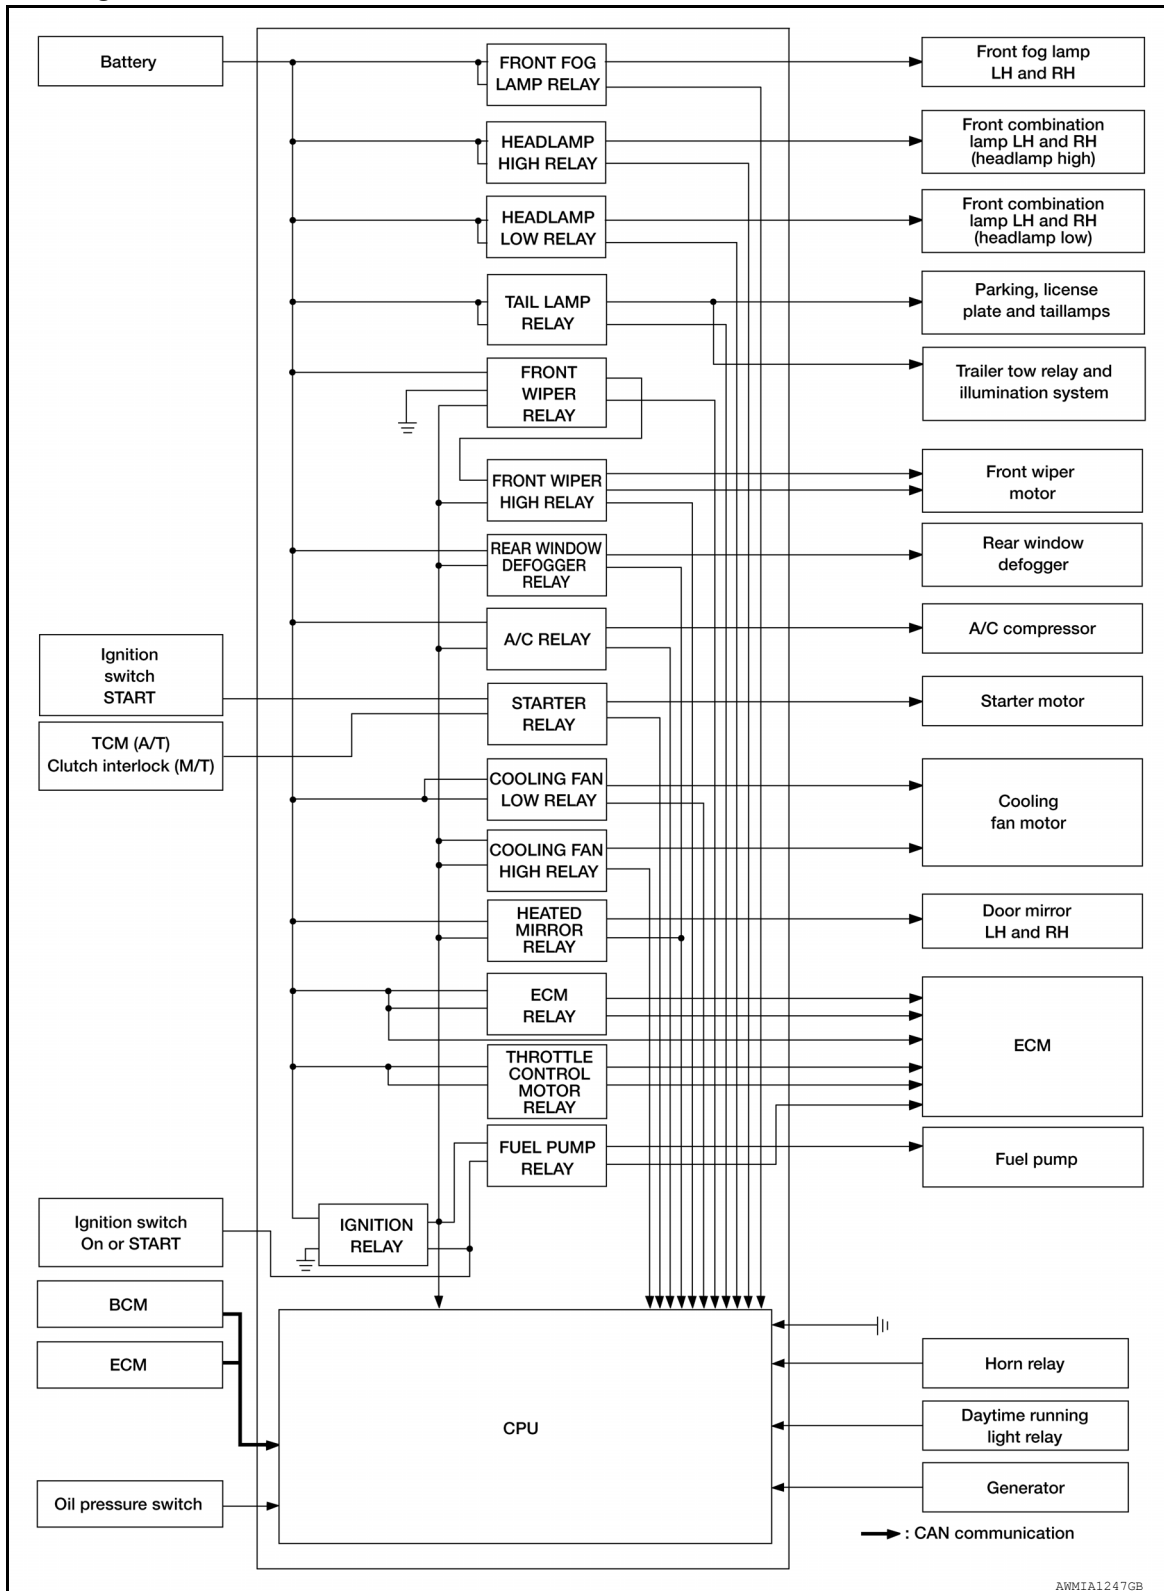 Battery
FRONT FOG
LAMP RELAY
Front fog lamp
LH and RH
HEADLAMP
HIGH RELAY
Front combination
lamp LH and RH
(headlamp high)
HEADLAMP
LOW RELAY
Front combination
lamp LH and RH
(headlamp low)
TAIL LAMP
RELAY
Parking, license
plate and taillamps
FRONT
WIPER
RELAY
Trailer tow relay and
illumination system
FRONT WIPER
HIGH RELAY
Front wiper
motor
REAR WINDOW
DEFOGGER
RELAY
Rear window
defogger
A/C RELAY
A/C compressor
Ignition
switch
START
STARTER
RELAY
Starter motor
TCM (A/T)
Clutch interlock (M/T)
COOLING FAN
LOW RELAY
Cooling
fan motor
COOLING FAN
HIGH RELAY
HEATED
MIRROR
RELAY
Door mirror
LH and RH
ECM
RELAY
ECM
THROTTLE
CONTROL
MOTOR
RELAY
FUEL PUMP
RELAY
Fuel pump
Ignition switch
On or START
IGNITION
RELAY
BCM
ECM
CPU
Horn relay
Daytime running
light relay
Generator
Oil pressure switch
: CAN communication
AWMIA1247GB